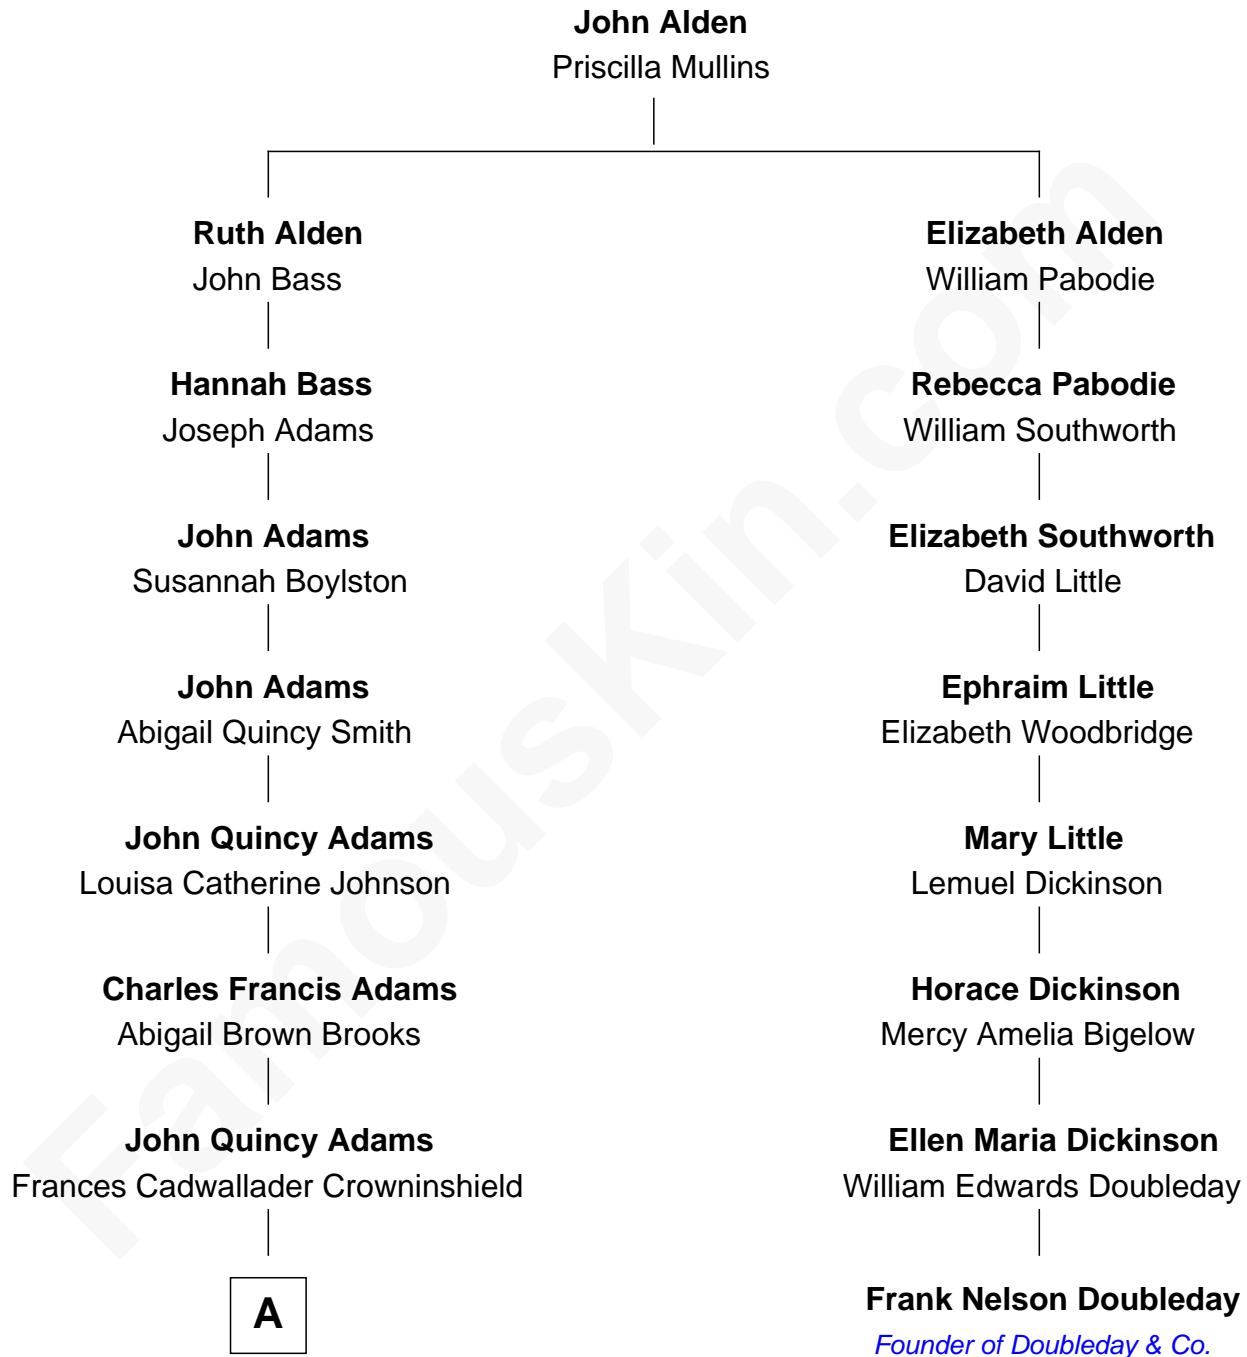 John Alden
Priscilla Mullins
Ruth Alden
John Bass
Hannah Bass
Joseph Adams
John Adams
Susannah Boylston
John Adams
Abigail Quincy Smith
John Quincy Adams
Louisa Catherine Johnson
Charles Francis Adams
Abigail Brown Brooks
John Quincy Adams
Frances Cadwallader Crowninshield
A
Elizabeth Alden
William Pabodie
Rebecca Pabodie
William Southworth
Elizabeth Southworth
David Little
Ephraim Little
Elizabeth Woodbridge
Mary Little
Lemuel Dickinson
Horace Dickinson
Mercy Amelia Bigelow
Ellen Maria Dickinson
William Edwards Doubleday
Frank Nelson Doubleday
Founder of Doubleday & Co.
FamousKin.com